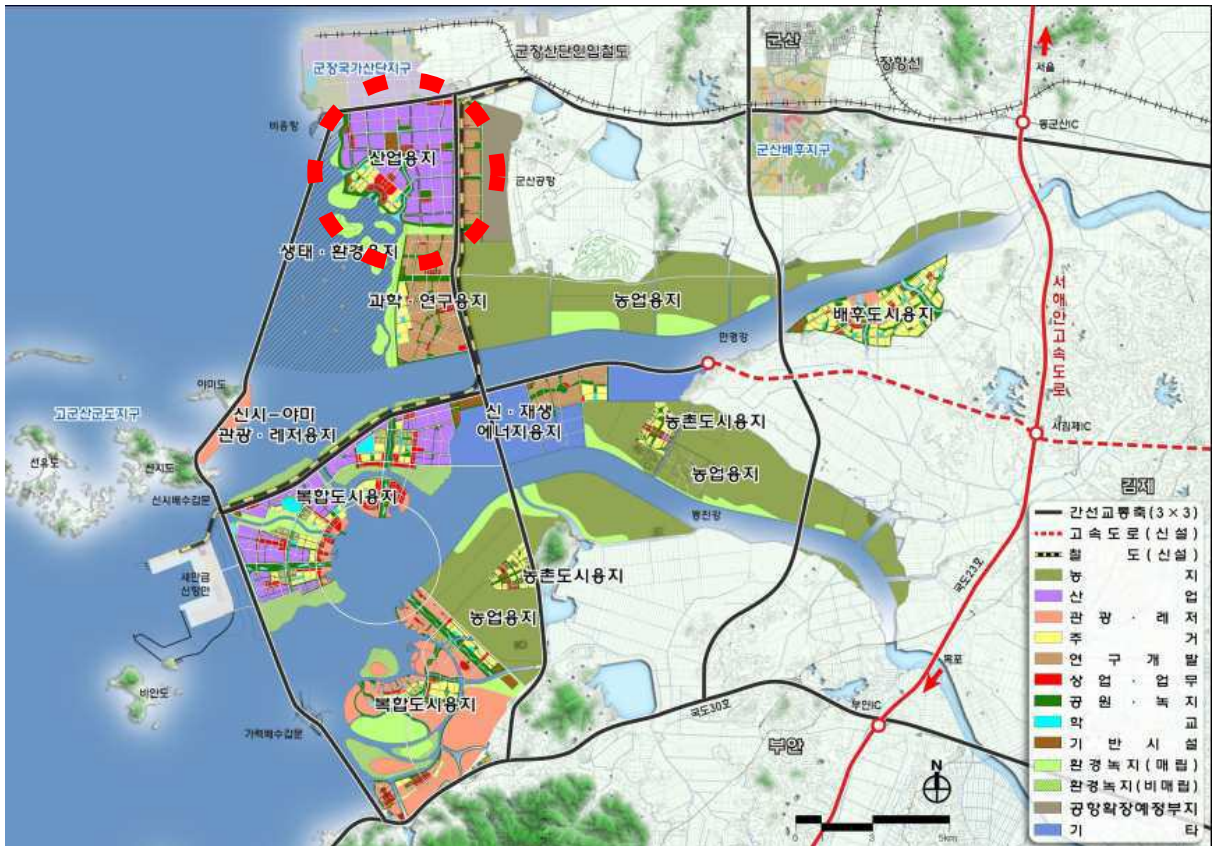 군장산단인입철도
군산
장항선
서울
군장국가산단지구
비응항
동군산IC
산업용지
군산배후지구
군산공항
생태·환경용지
과학·연구용지
농업용지
배후도시용지
서해안고속도로
만경강
야미도
고군산군도지구
신시-야미
관광·레저용지
신·재생
에너지용지
농촌도시용지
서김제IC
선유도
신지도
농업용지
신시배수갑문
복합도시용지
김제
동진강
새만금
신항만
농촌도시용지
국도23호
농업용지
목포
비안도
복합도시용지
국도30호
부안IC
가력배수갑문
부안
N
0 1 3 5km
간선교통축(3×3)
고속도로(신설)
철 도(신설)
농 지
산 업
관 광 · 레 저
주 거
연 구 개 발
상 업 · 업 무
공 원 · 녹 지
학 교
기 반 시 설
환경녹지(매립)
환경녹지(비매립)
공항확장예정부지
기 타